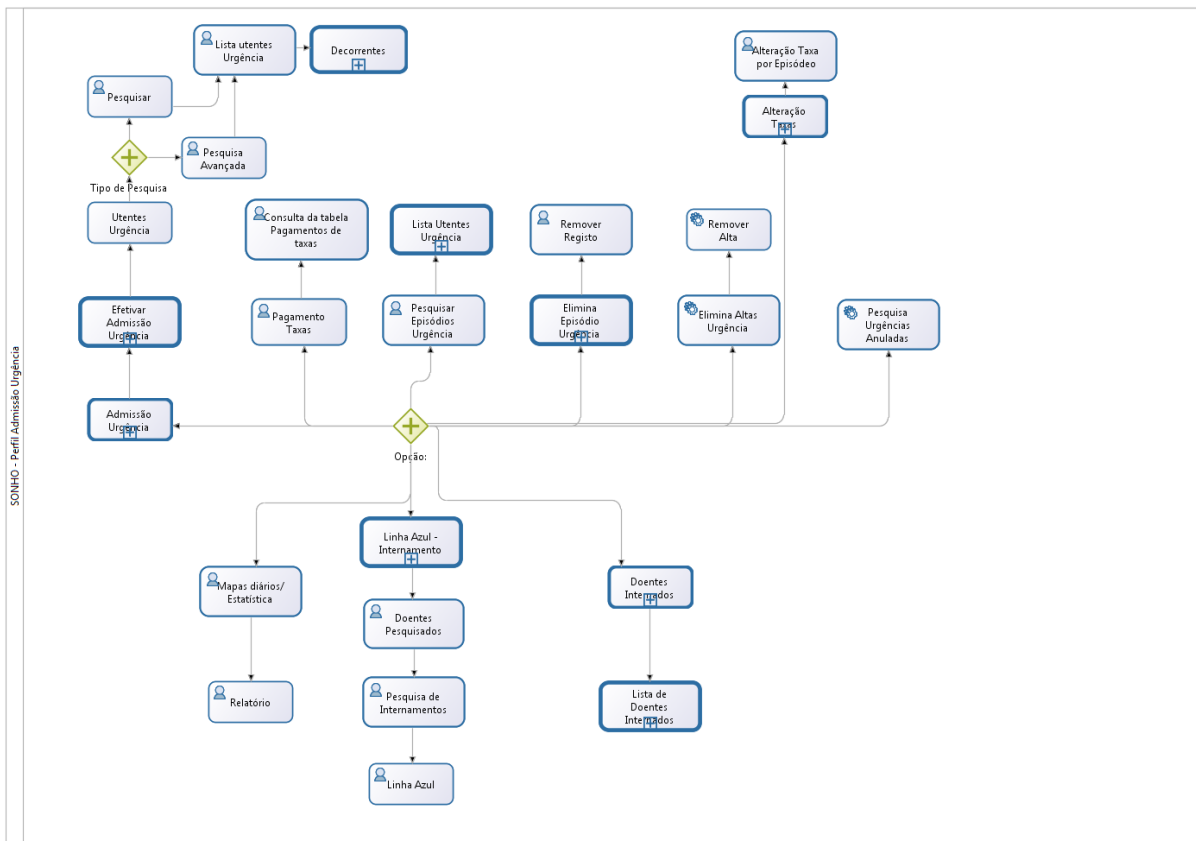 SONHO - Perfil Admissão Urgência
Lista utentes
Urgência
Decorrentes
Alteração Taxa
por Episódeo
Pesquisar
Alteração
Taxas
Pesquisa
Avançada
Tipo de Pesquisa
Utentes
Urgência
Consulta da tabela
Pagamentos de
taxas
Lista Utentes
Urgência
Remover
Registo
Remover
Alta
Efetivar
Admissão
Urgência
Pagamento
Taxas
Pesquisar
Episódios
Urgência
Elimina
Episódio
Urgência
Elimina Altas
Urgência
Pesquisa
Urgências
Anuladas
Admissão
Urgência
Opção:
Linha Azul -
Internamento
Mapas diários/
Estatística
Doentes
Internados
Doentes
Pesquisados
Relatório
Pesquisa de
Internamentos
Lista de
Doentes
Internados
Linha Azul